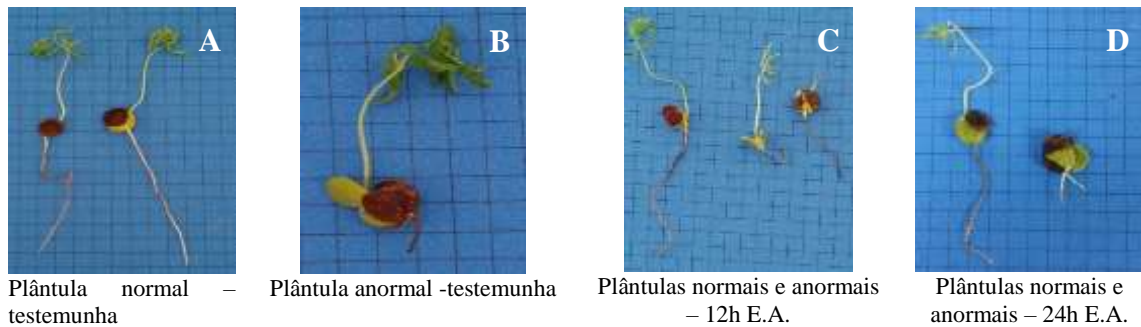 A
B
C
D
Plântula normal –
testemunha
Plântula anormal -testemunha
Plântulas normais e anormais
– 12h E.A.
Plântulas normais e
anormais – 24h E.A.